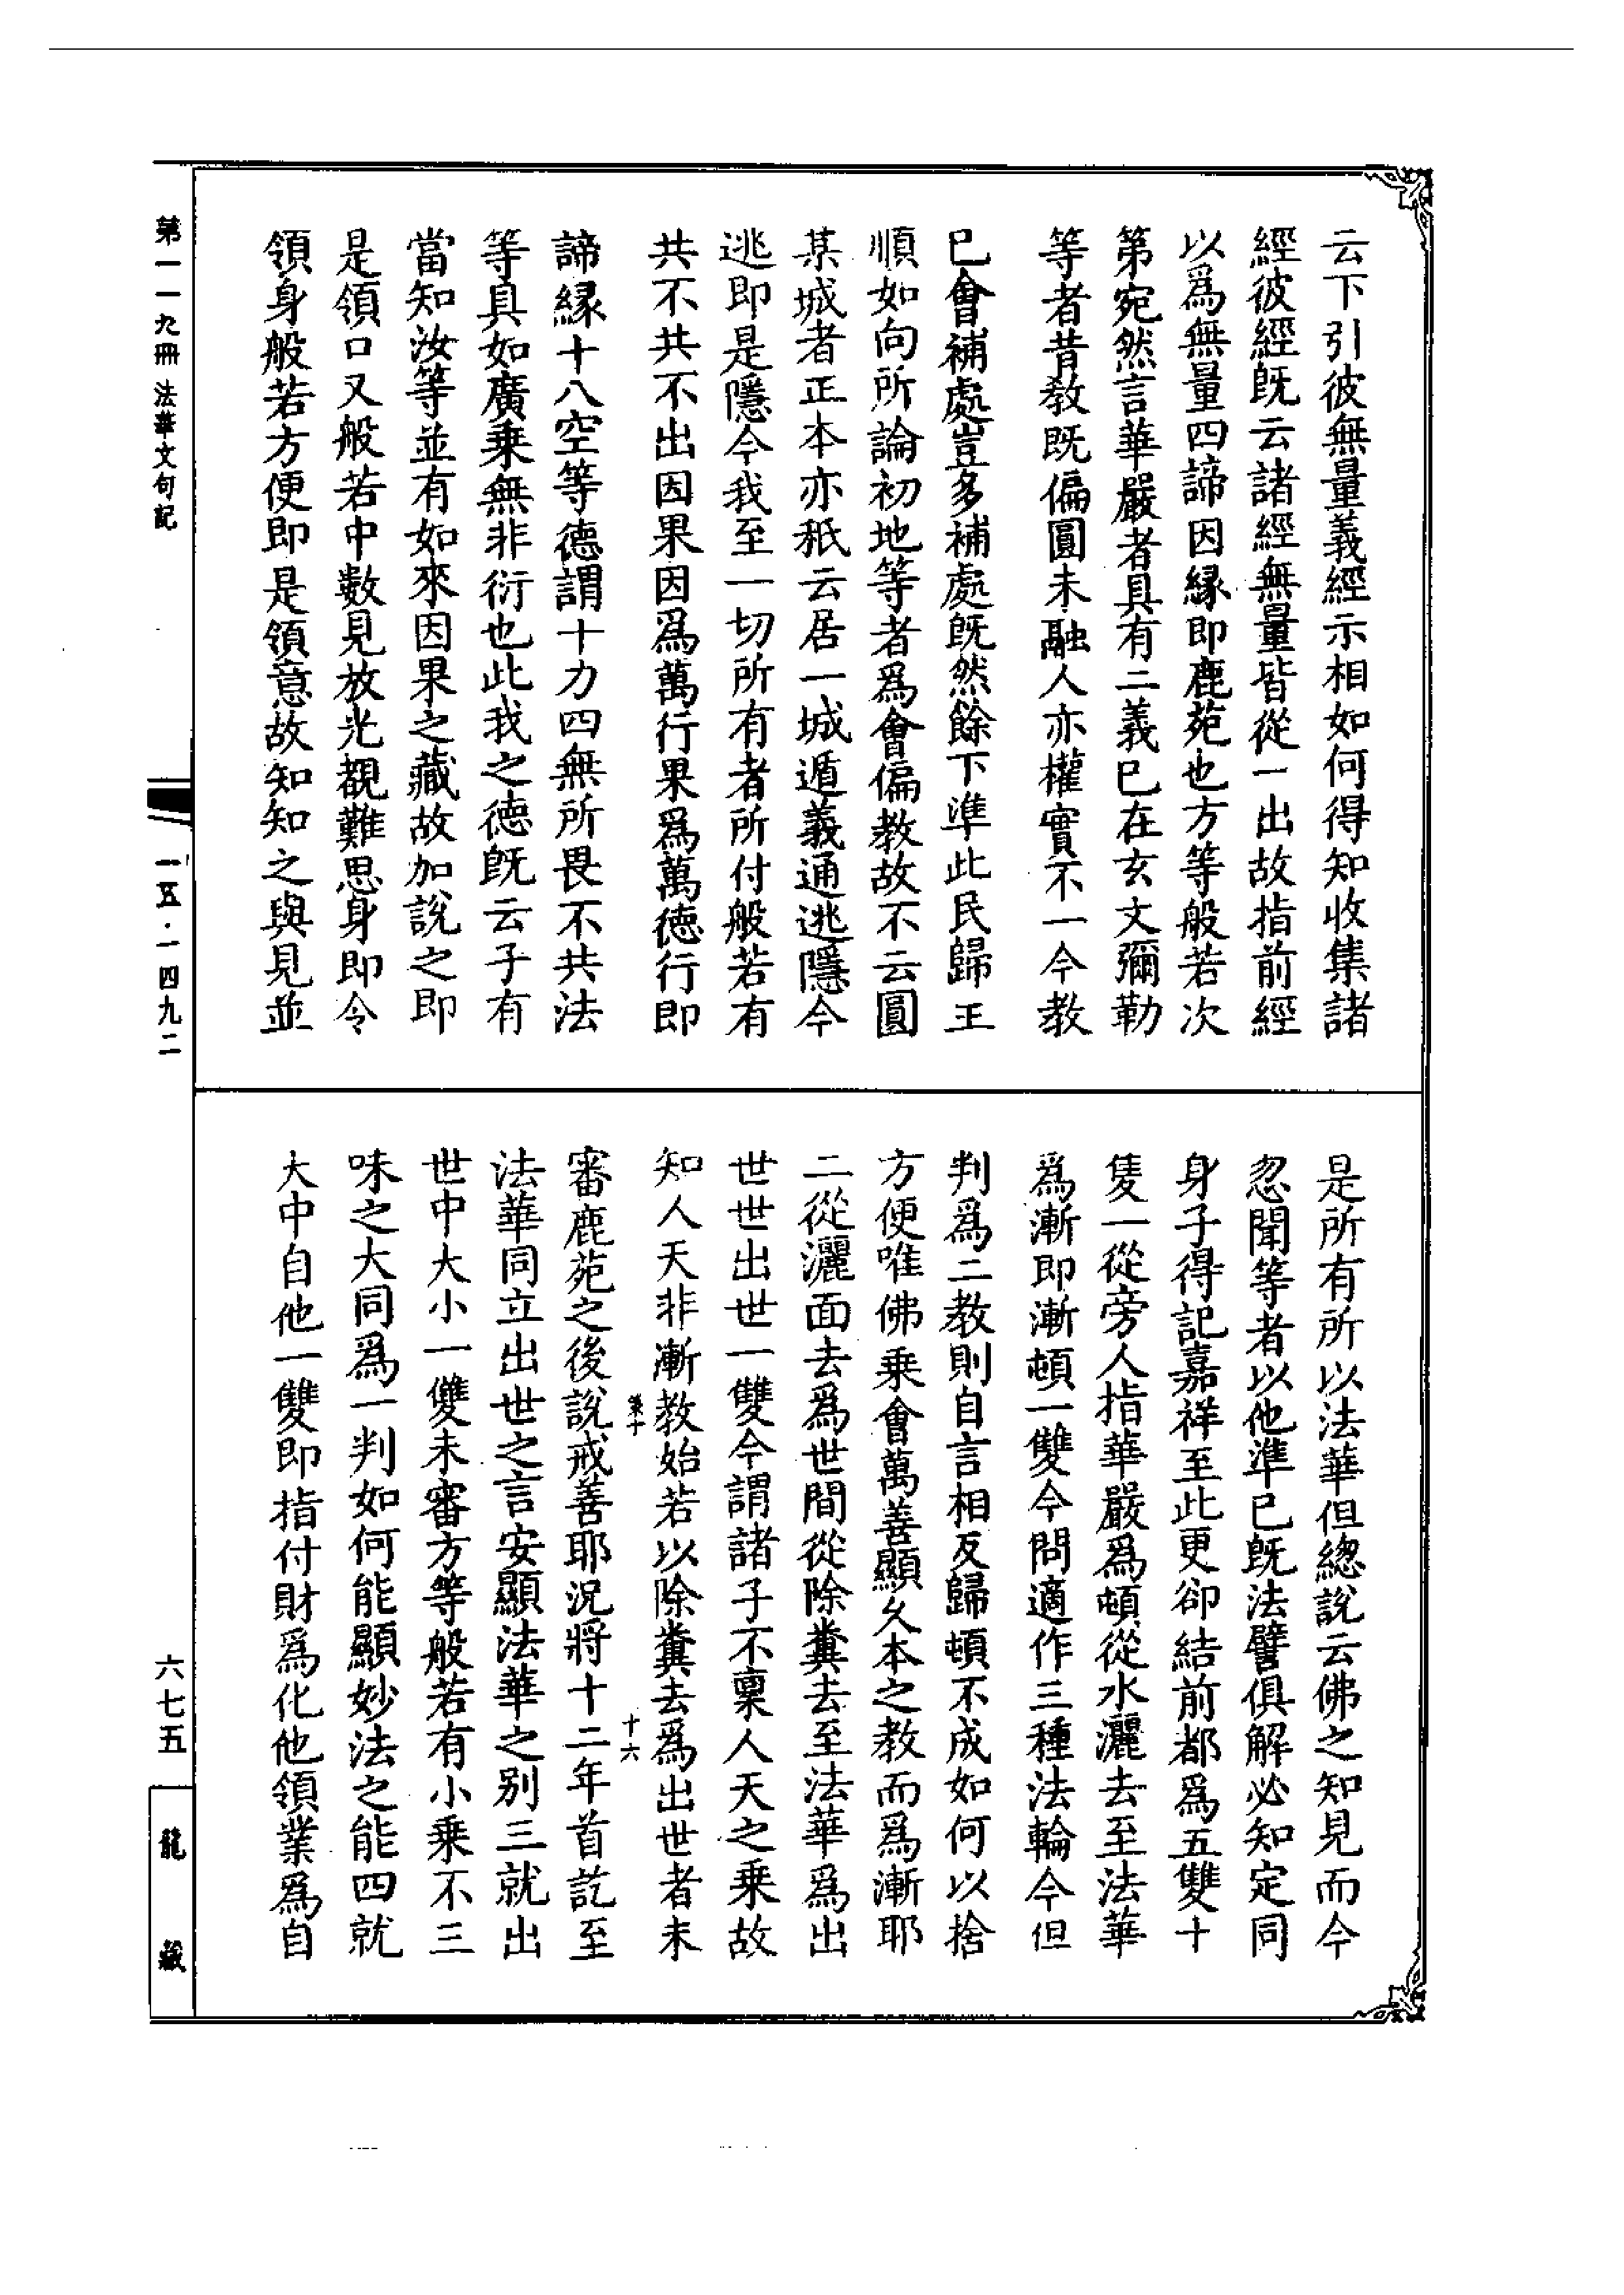 云下引彼無量義經示相如何得知收集諸
經彼經旣云諸經無量皆從一出故指前經
以爲無量四諦因緣即鹿苑也方等般若次
第宛然言華嚴者具有二義已在玄文彌勒
等者昔教旣偏圓未融人亦權實不一今教
已會補處豈多補處旣然餘下準此民歸王
順如向所論初地等者爲會偏教故不云圓
某城者正本亦秖云居一城遁義通逃隱今
逃即是隱今我至一切所有者所付般若有
共不共不出因果因爲萬行果爲萬德行即
諦緣十八空等德謂十力四無所畏不共法
等具如廣乘無非衍也此我之德旣云子有
當知汝等並有如來因果之藏故加說之即
是領口又般若中數見放光覩難思身即令
領身般若方便即是領意故知知之與見並
是所有所以法華但總說云佛之知見而今
忽聞等者以他準已旣法譬俱解必知定同
身子得記嘉祥至此更卻結前都爲五雙十
隻一從旁人指華嚴爲頓從水灑去至法華
爲漸即漸頓一雙今問適作三種法輪今但
判爲二教則自言相反歸頓不成如何以捨
方便唯佛乘會萬善顯久本之教而爲漸耶
二從灑面去爲世間從除糞去至法華爲出
世世出世一雙今謂諸子不稟人天之乘故
知人天非漸教始若以除糞去爲出世者未
審鹿苑之後說戒善耶況將十二年首訖至
法華同立出世之言安顯法華之別三就出
世中大小一雙未審方等般若有小乘不三
味之大同爲一判如何能顯妙法之能四就
大中自他一雙即指付財爲化他領業爲自
策十
十六
第一一九冊 法華文句記
一五·一四九二
六七五
龍藏